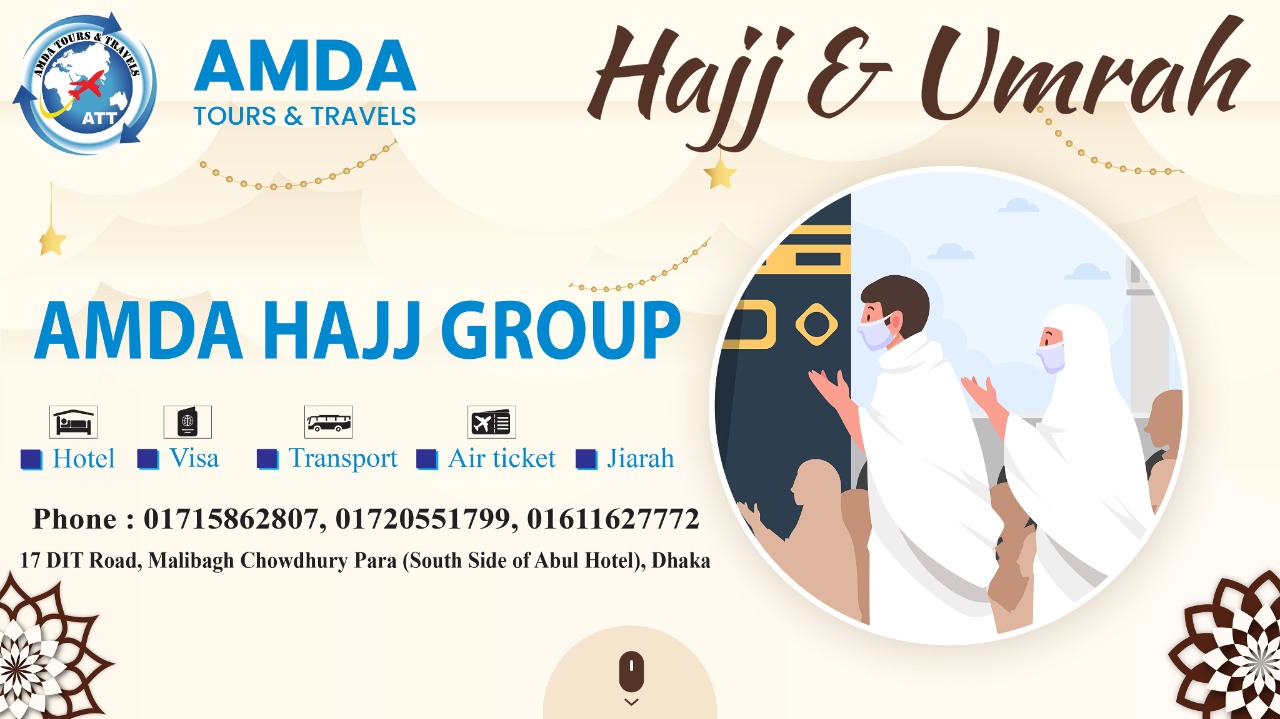 AMDA TOURS & TRAVELS
ATT
AMDA
TOURS & TRAVELS
Hajj & Umrah
AMDA HAJJ GROUP
Hotel Visa Transport Air ticket Jiarah
Phone : 01715862807, 01720551799, 01611627772
17 DIT Road, Malibagh Chowdhury Para (South Side of Abul Hotel), Dhaka